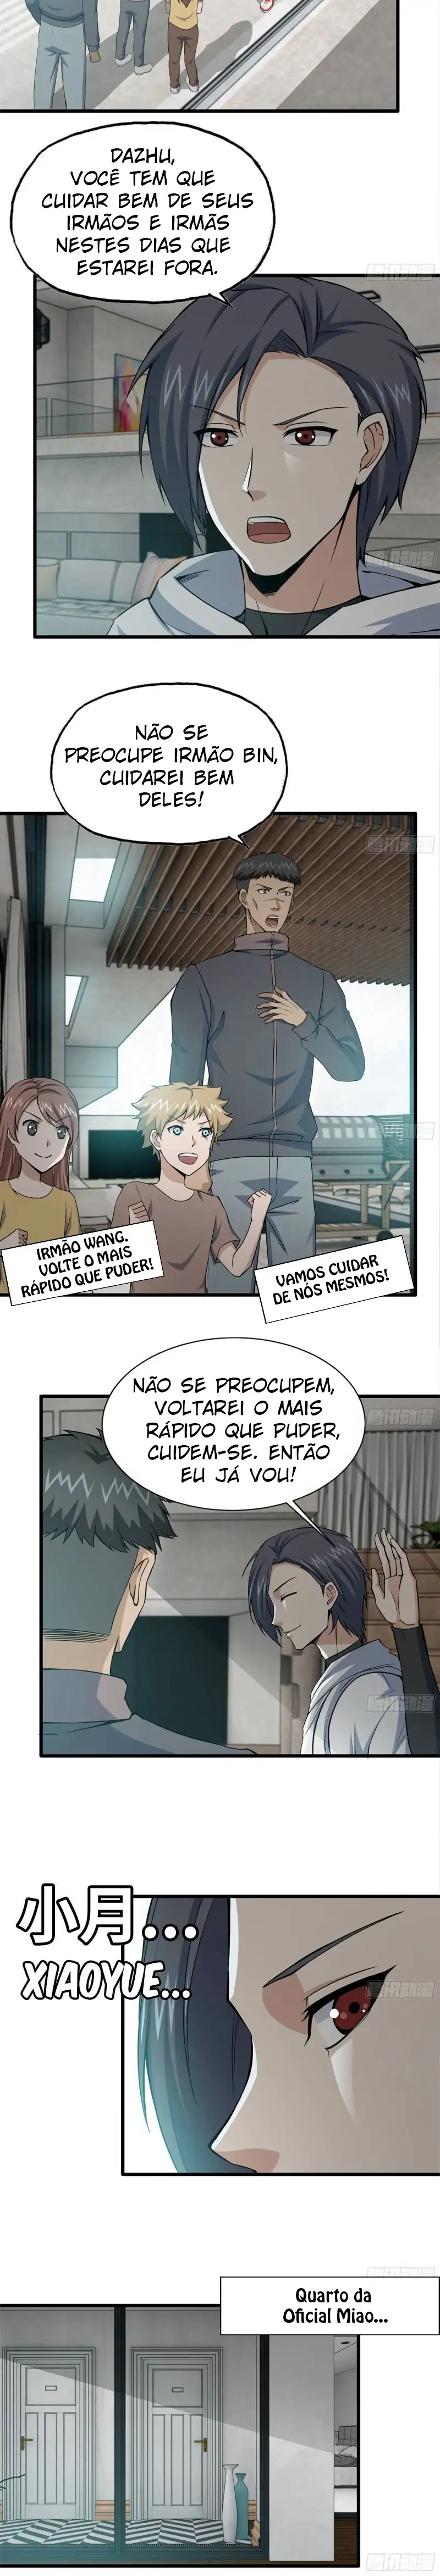 DAZHU,
VOCÊ TEM QUE
CUIDAR BEM DE SEUS
IRMÃOS E IRMÃS
NESTES DIAS QUE
ESTAREI FORA.
NÃO SE
PREOCUPE IRMÃO BIN,
CUIDAREI BEM
DELES!
IRMÃO WANG.
VOLTE O MAIS
RÁPIDO QUE PUDER!
VAMOS CUIDAR
DE NÓS MESMOS!
NÃO SE PREOCUPEM,
VOLTAREI O MAIS
RÁPIDO QUE PUDER,
CUIDEM-SE. ENTÃO
EU JÁ VOU!
小月...
XIAOYUE...
Quarto da
Oficial Miao...